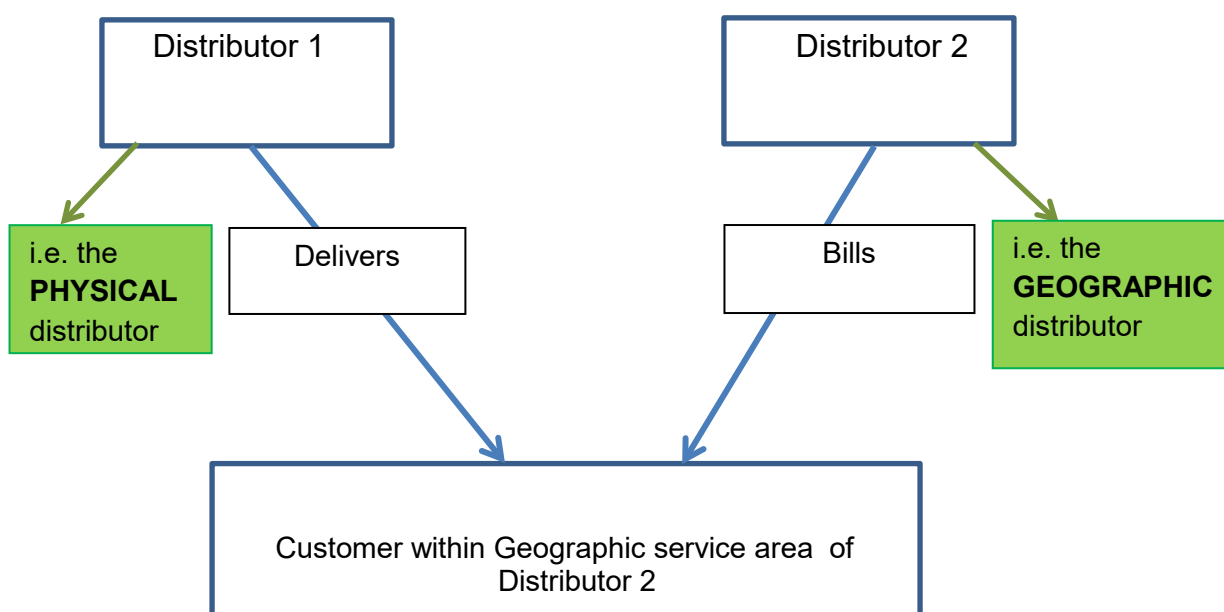 Distributor 1
Distributor 2
i.e. the
PHYSICAL
distributor
Delivers
Bills
i.e. the
GEOGRAPHIC
distributor
Customer within Geographic service area of
Distributor 2